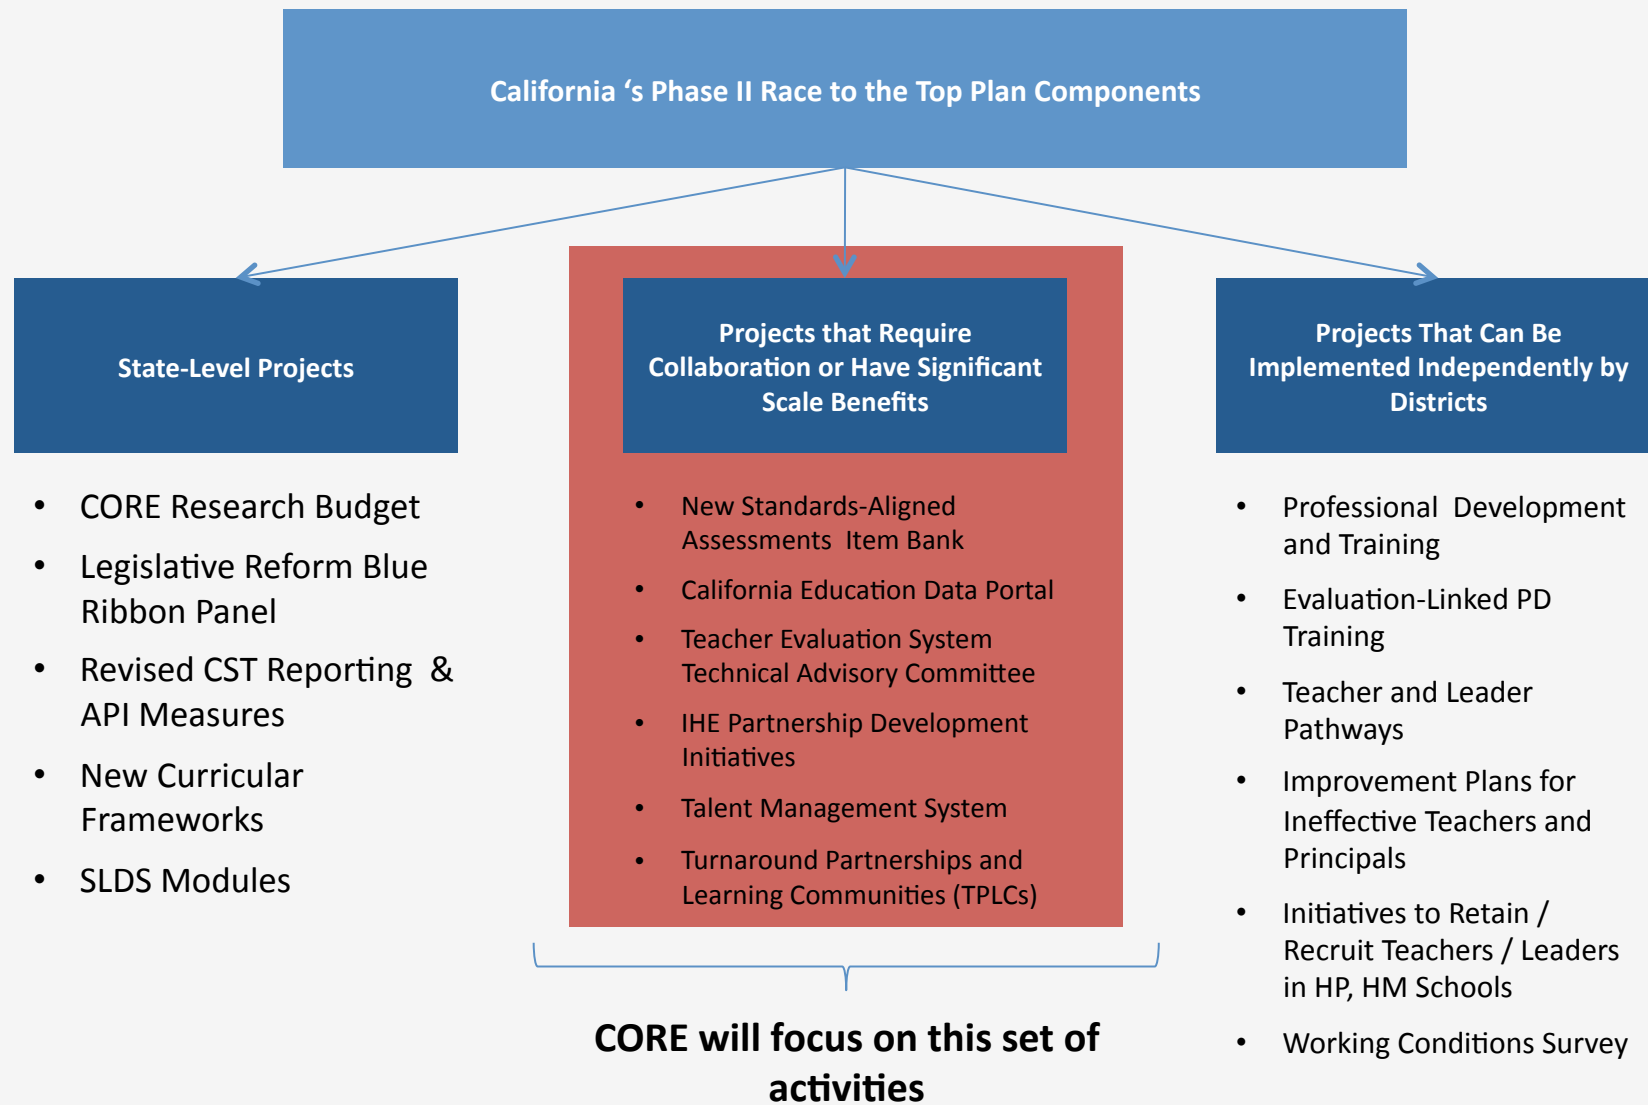 California ‘s Phase II Race to the Top Plan Components
State-Level Projects
• CORE Research Budget
• Legislative Reform Blue
Ribbon Panel
• Revised CST Reporting &
API Measures
• New Curricular
Frameworks
• SLDS Modules
Projects that Require
Collaboration or Have Significant
Scale Benefits
• New Standards-Aligned
Assessments Item Bank
• California Education Data Portal
• Teacher Evaluation System
Technical Advisory Committee
• IHE Partnership Development
Initiatives
• Talent Management System
• Turnaround Partnerships and
Learning Communities (TPLCs)
CORE will focus on this set of
activities
Projects That Can Be
Implemented Independently by
Districts
• Professional Development
and Training
• Evaluation-Linked PD
Training
• Teacher and Leader
Pathways
• Improvement Plans for
Ineffective Teachers and
Principals
• Initiatives to Retain /
Recruit Teachers / Leaders
in HP, HM Schools
• Working Conditions Survey